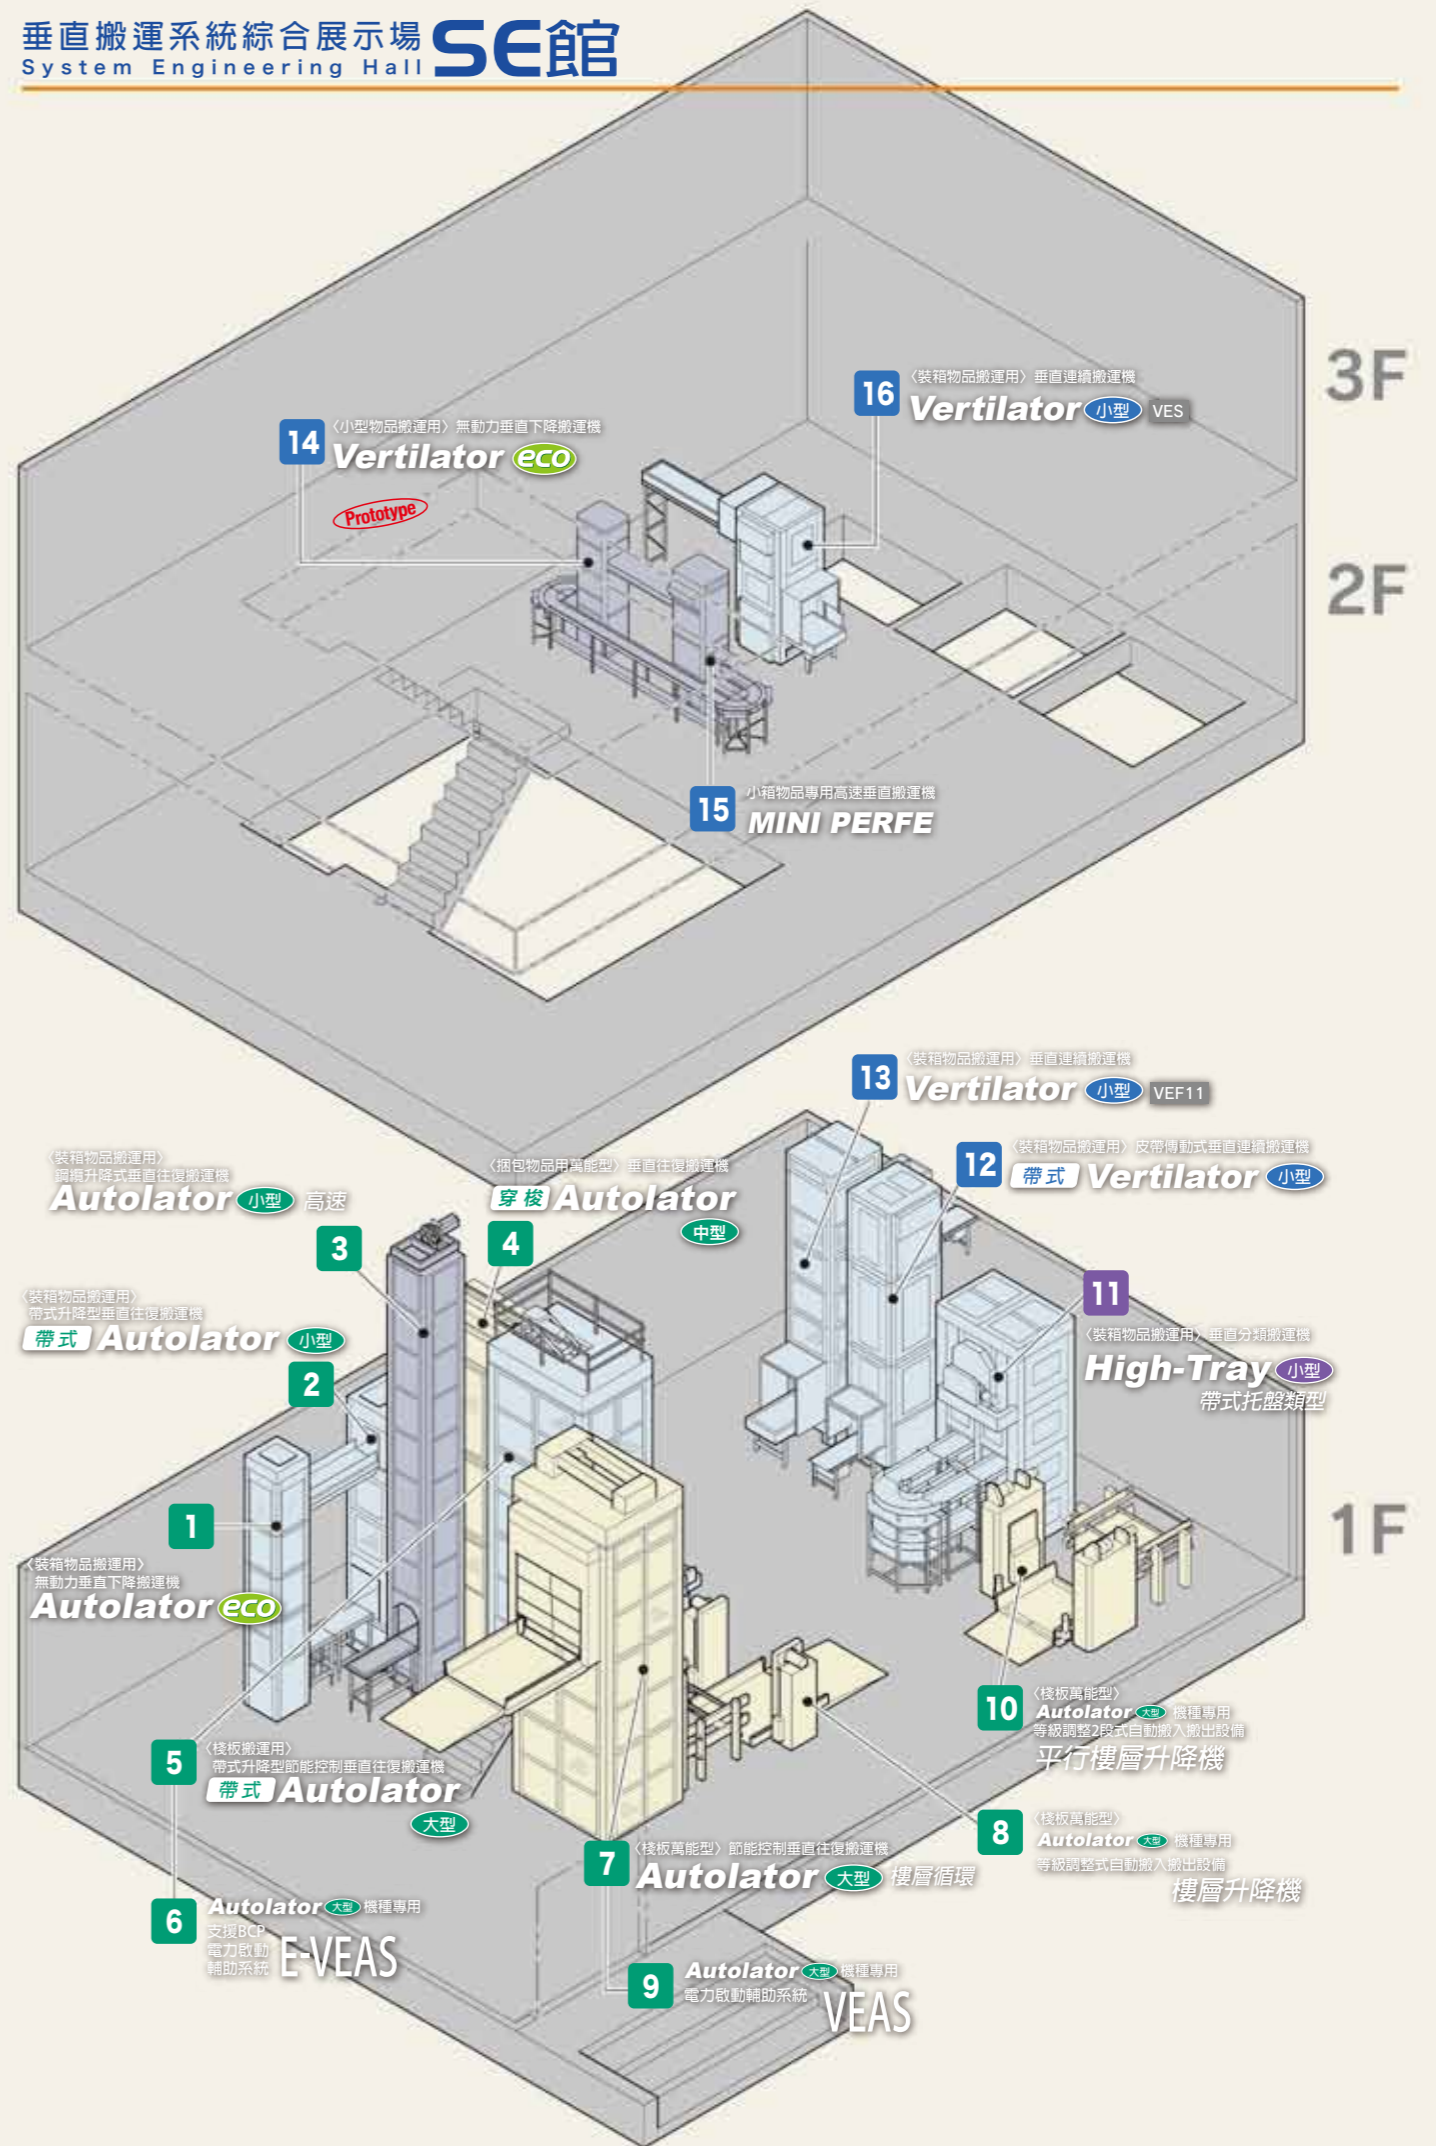 垂直搬運系統綜合展示場 SE館
System Engineering Hall
3F
16
〈裝箱物品搬運用〉垂直連續搬運機
Vertilator 小型 VES
14
〈小型物品搬運用〉無動力垂直下降搬運機
Vertilator eco
Prototype
2F
15
小箱物品專用高速垂直搬運機
MINI PERFE
13
〈裝箱物品搬運用〉垂直連續搬運機
Vertilator 小型 VEF11
12
〈裝箱物品搬運用〉皮帶傳動式垂直連續搬運機
帶式 Vertilator 小型
〈裝箱物品搬運用〉
鋼繩升降式垂直往復搬運機
Autolator 小型 高速
3
〈捆包物品用萬能型〉垂直往復搬運機
穿梭 Autolator
中型
4
11
〈裝箱物品搬運用〉垂直分類搬運機
High-Tray 小型
帶式托盤類型
〈裝箱物品搬運用〉
帶式升降型垂直往復搬運機
帶式 Autolator 小型
2
1
〈裝箱物品搬運用〉
無動力垂直下降搬運機
Autolator eco
1F
10
〈棧板萬能型〉
Autolator 大型 機種專用
等級調整2段式自動搬入搬出設備
平行樓層升降機
5
〈棧板搬運用〉
帶式升降型節能控制垂直往復搬運機
帶式 Autolator
大型
8
〈棧板萬能型〉
Autolator 大型 機種專用
等級調整式自動搬入搬出設備
樓層升降機
7
〈棧板萬能型〉節能控制垂直往復搬運機
Autolator 大型 樓層循環
6
Autolator 大型 機種專用
支援BCP
電力啟動
輔助系統 E-VEAS
9
Autolator 大型 機種專用
電力啟動輔助系統 VEAS